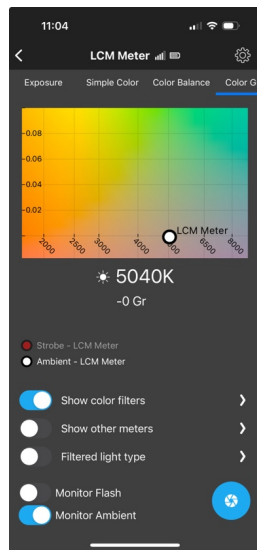 11:04
LCM Meter
Exposure Simple Color Color Balance Color G
-0.08
-0.06
-0.04
-0.02
LCM Meter
2000 2500 3000 4000 5000 6500 8000
5040K
-0 Gr
Strobe - LCM Meter
Ambient - LCM Meter
Show color filters
Show other meters
Filtered light type
Monitor Flash
Monitor Ambient